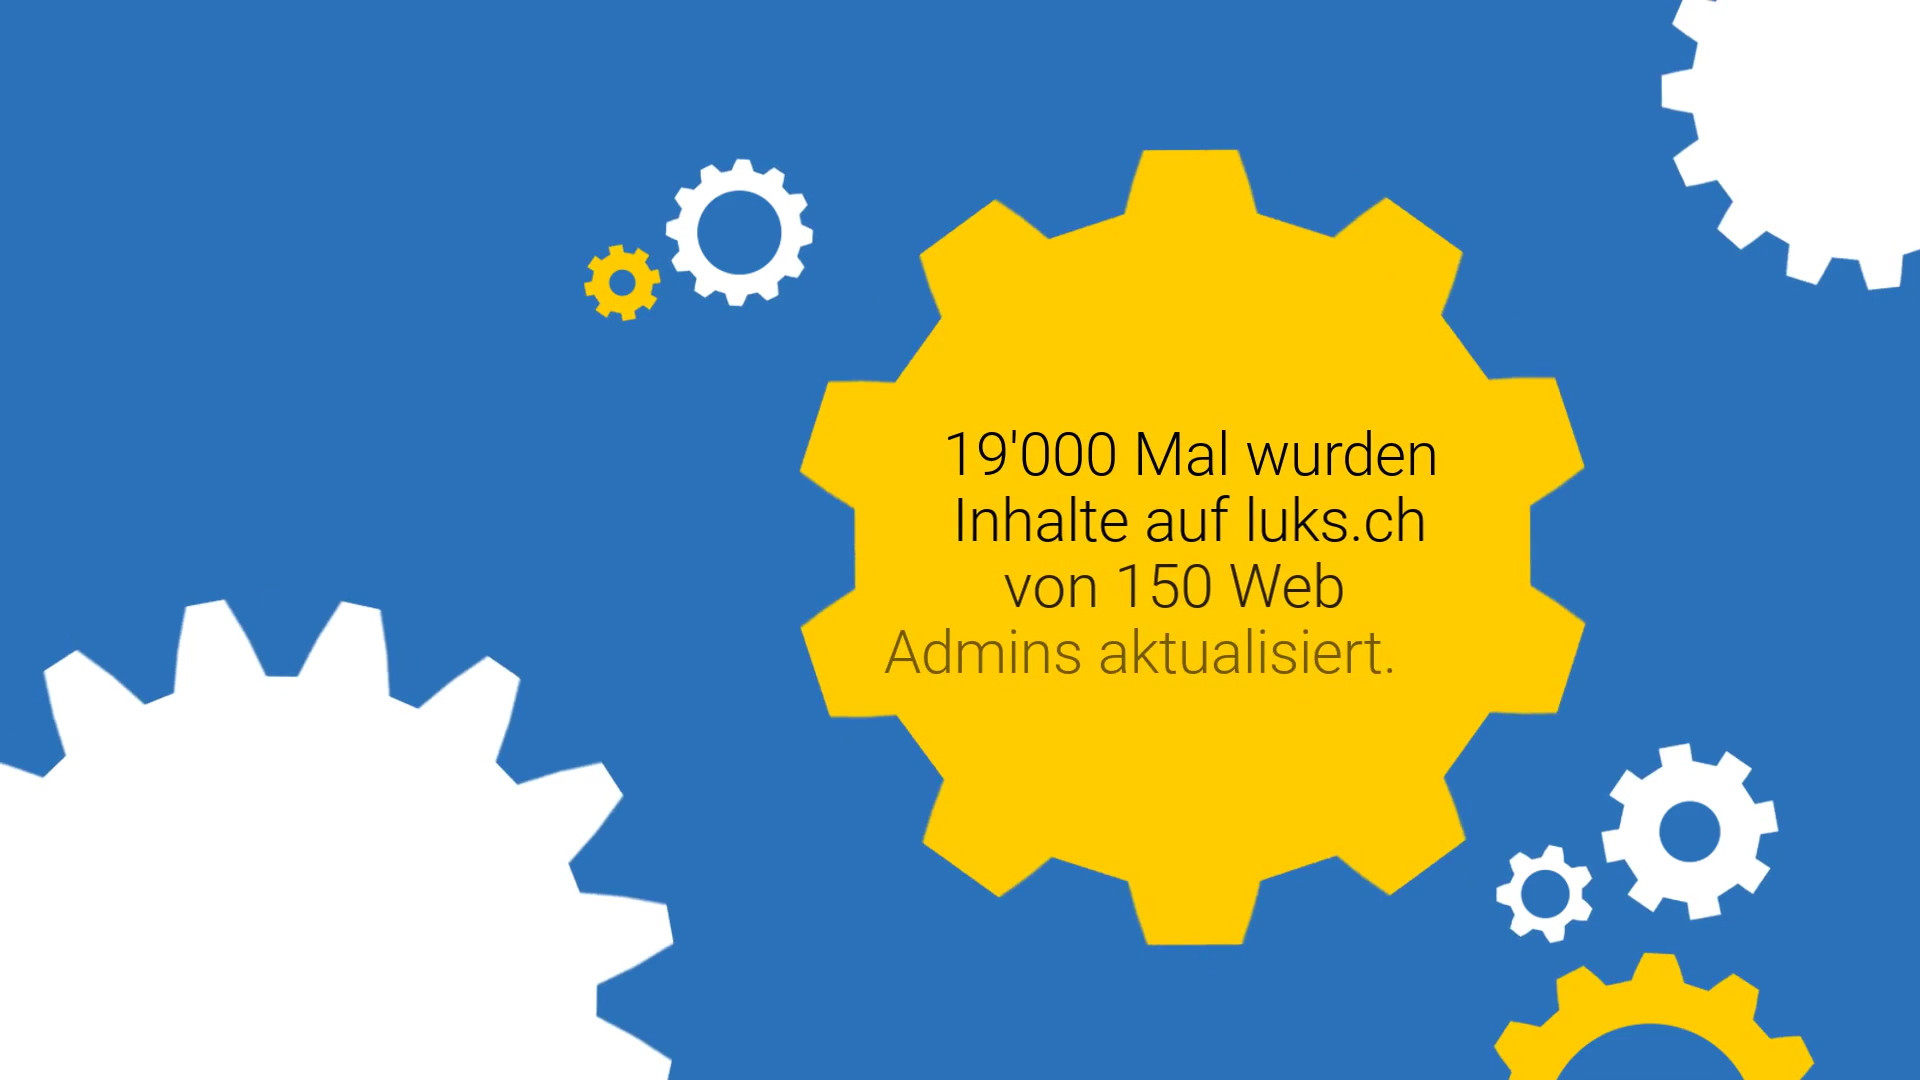 19'000 Mal wurden
Inhalte auf luks.ch
von 150 Web
Admins aktualisiert.